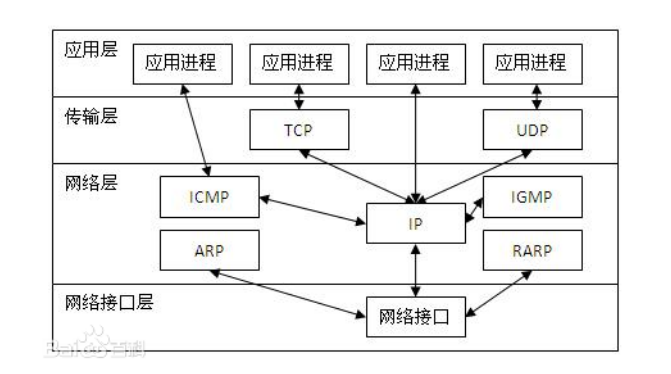 应用层
应用进程 应用进程 应用进程 应用进程
传输层
TCP UDP
网络层
ICMP IGMP
IP
ARP RARP
网络接口层
网络接口
Baidu百科